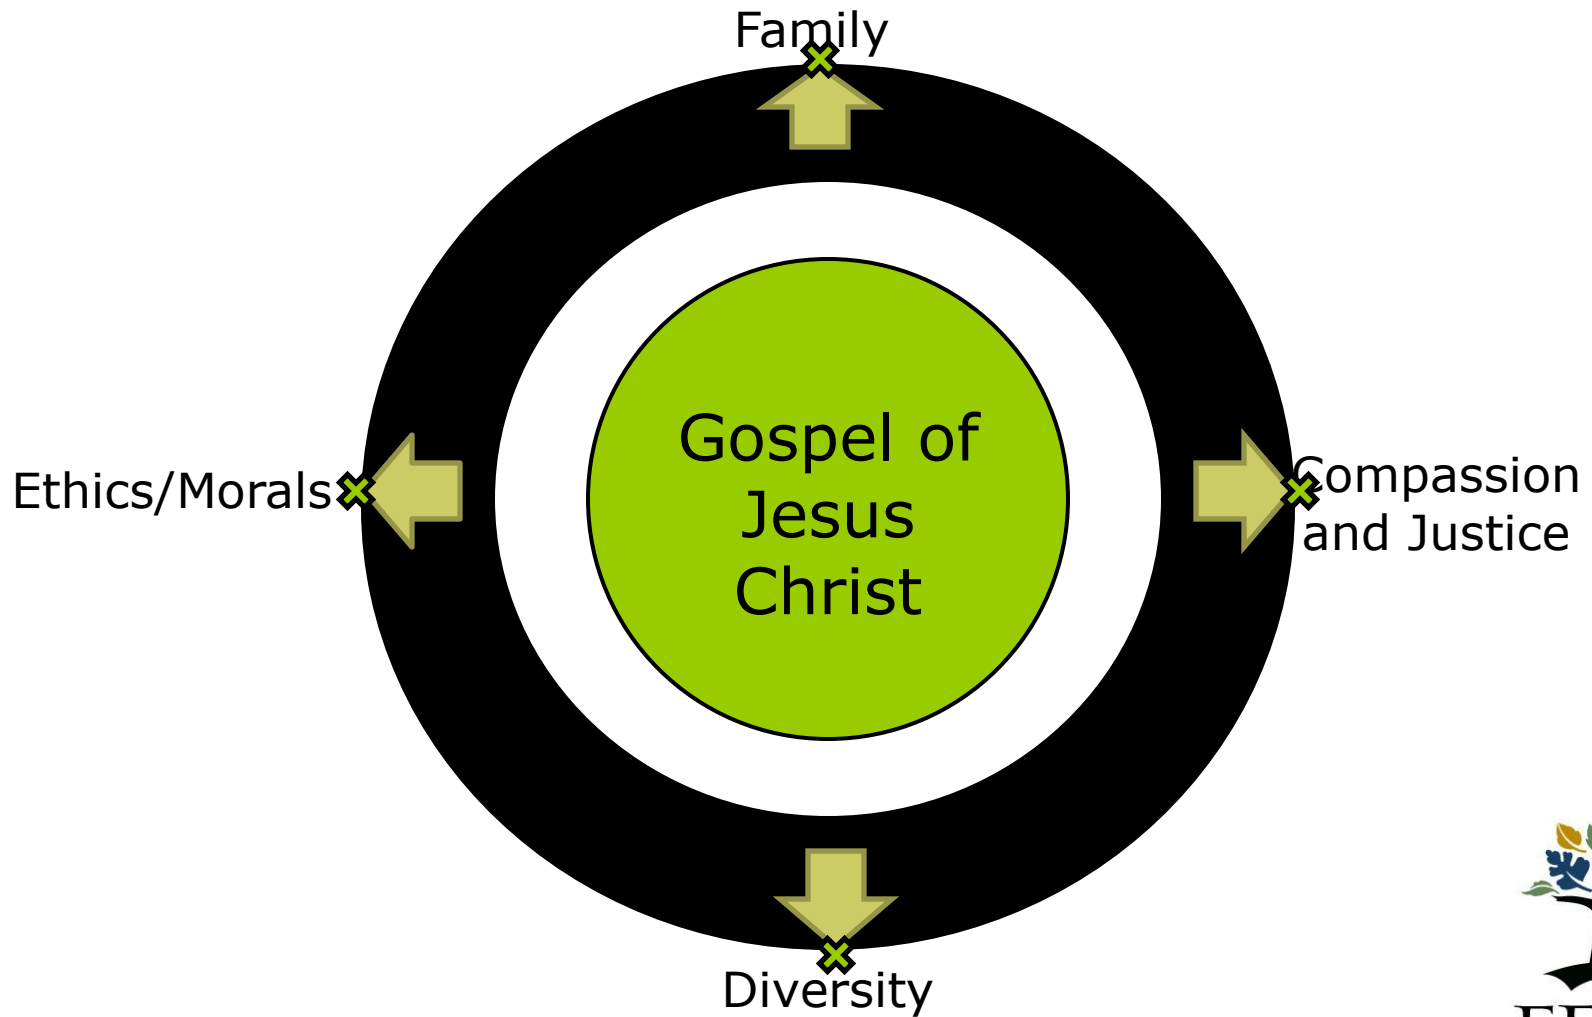 Family
Ethics/Morals
Gospel of
Jesus
Christ
Compassion
and Justice
Diversity